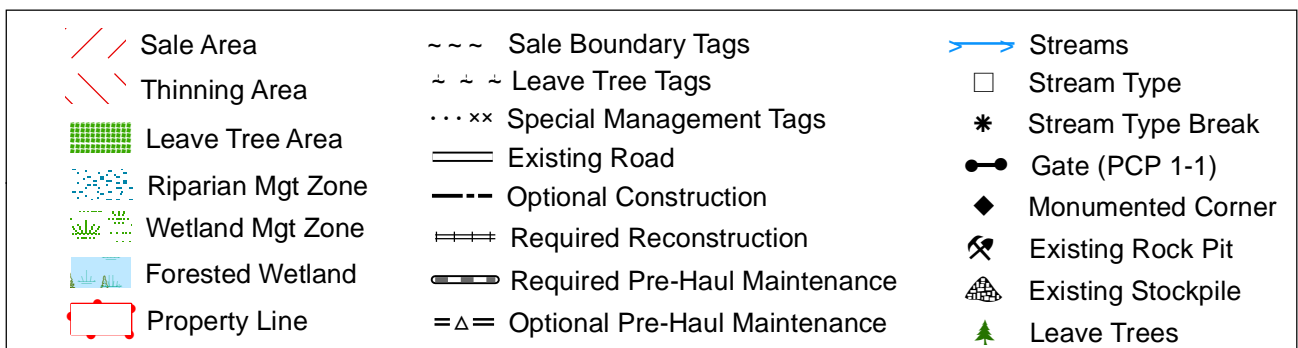 Sale Area
Thinning Area
Leave Tree Area
Riparian Mgt Zone
Wetland Mgt Zone
Forested Wetland
Property Line
Sale Boundary Tags
Leave Tree Tags
Special Management Tags
Existing Road
Optional Construction
Required Reconstruction
Required Pre-Haul Maintenance
Optional Pre-Haul Maintenance
Streams
Stream Type
Stream Type Break
Gate (PCP 1-1)
Monumented Corner
Existing Rock Pit
Existing Stockpile
Leave Trees